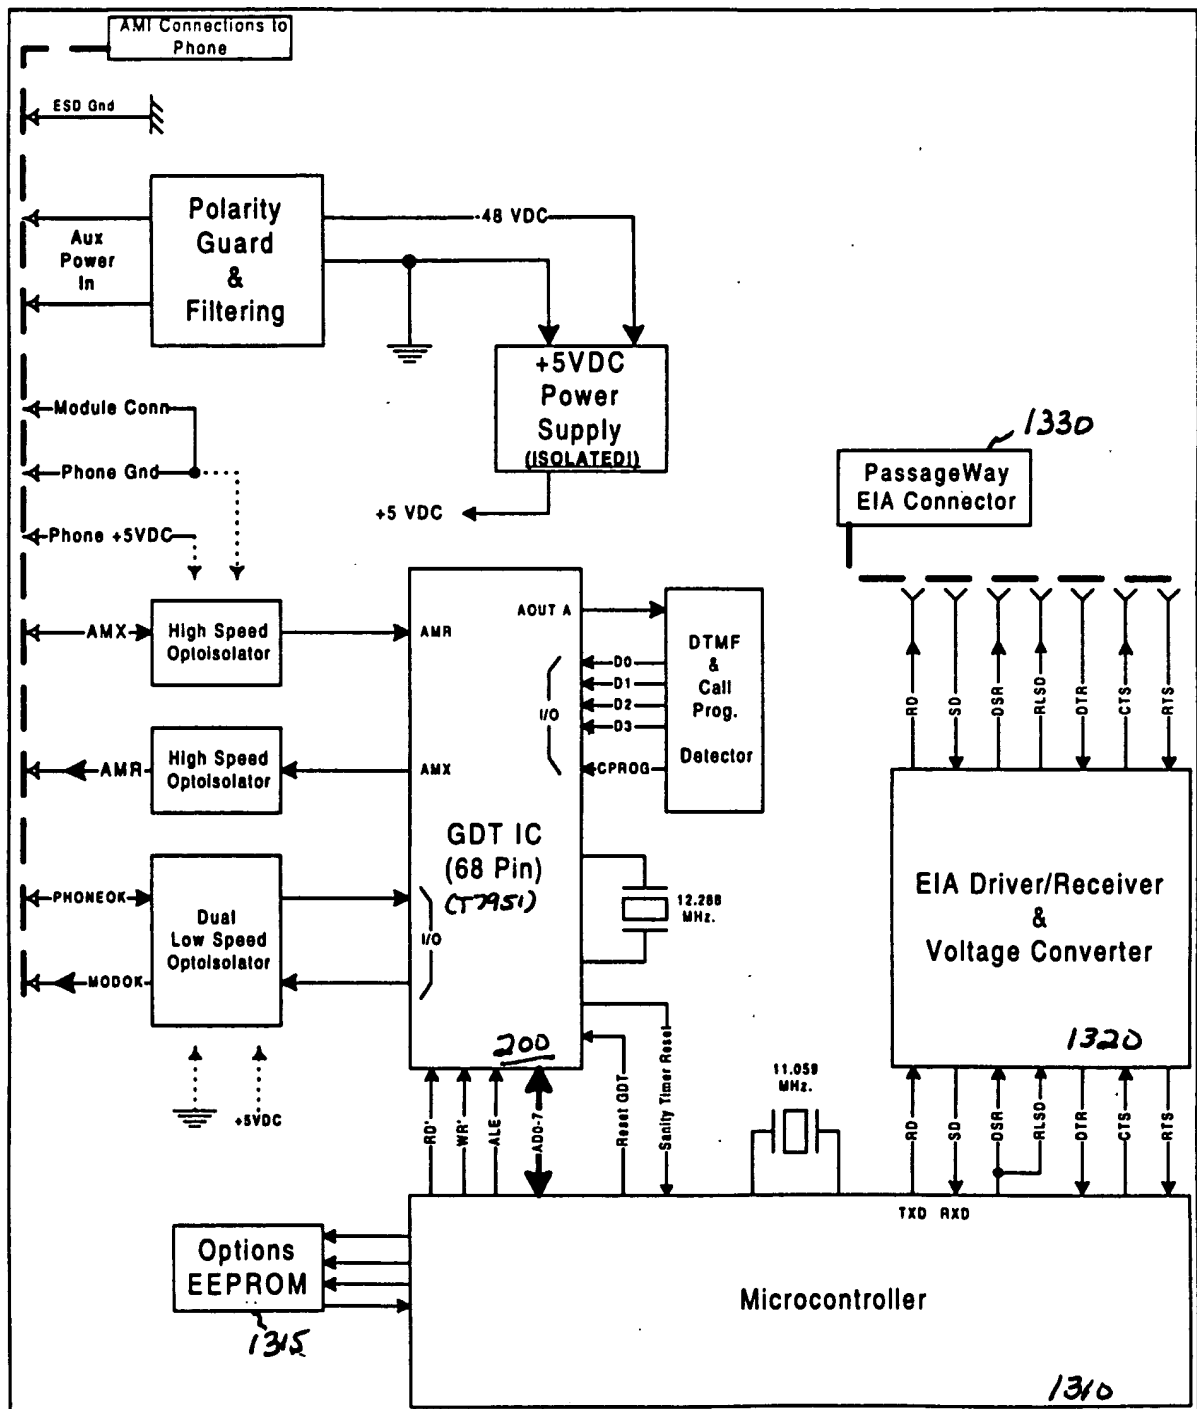 AMI Connections to
Phone
ESD Gnd
Polarity
Guard
&
Filtering
-48 VDC
Aux
Power
In
+5VDC
Power
Supply
(ISOLATED!)
Module Conn
Phone Gnd
+5 VDC
Phone +5VDC
1330
PassageWay
EIA Connector
AMX
High Speed
Optoisolator
AMR
AOUT A
DTMF
&
Call
Prog.
Detector
D0
D1
D2
D3
I/O
CPROG
RD
SD
DSR
RLSD
DTR
CTS
RTS
AMR
High Speed
Optoisolator
AMX
GDT IC
(68 Pin)
(T7951)
12.288
MHz.
EIA Driver/Receiver
&
Voltage Converter
1320
PHONEOK
Dual
Low Speed
Optoisolator
I/O
MODOK
+5VDC
200
RD'
WR'
ALE
AD0-7
Reset GDT
Sanity Timer Reset
11.059
MHz.
RD
SD
DSR
RLSD
DTR
CTS
RTS
TXD RXD
Options
EEPROM
1315
Microcontroller
1310